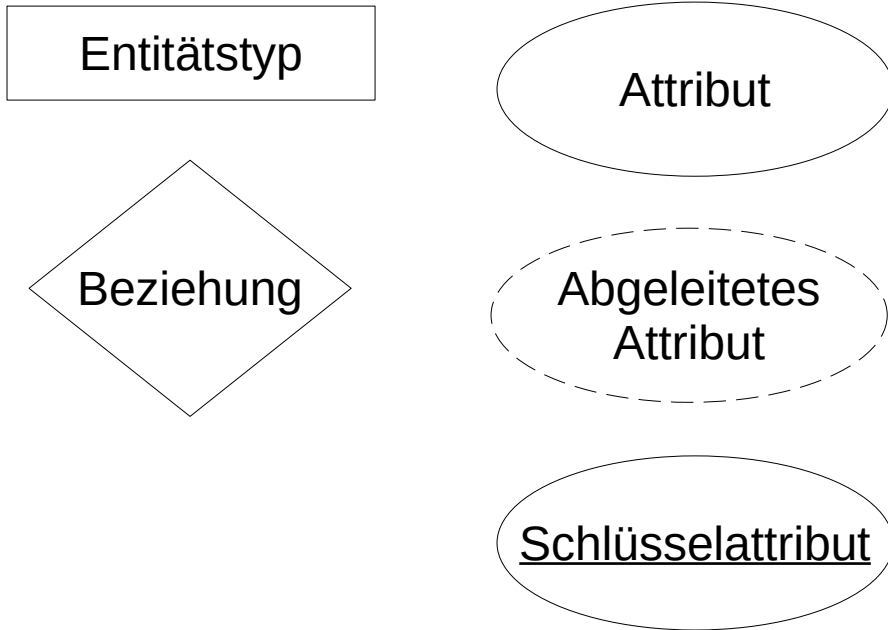 Entitätstyp
Attribut
Beziehung
Abgeleitetes
Attribut
Schlüsselattribut